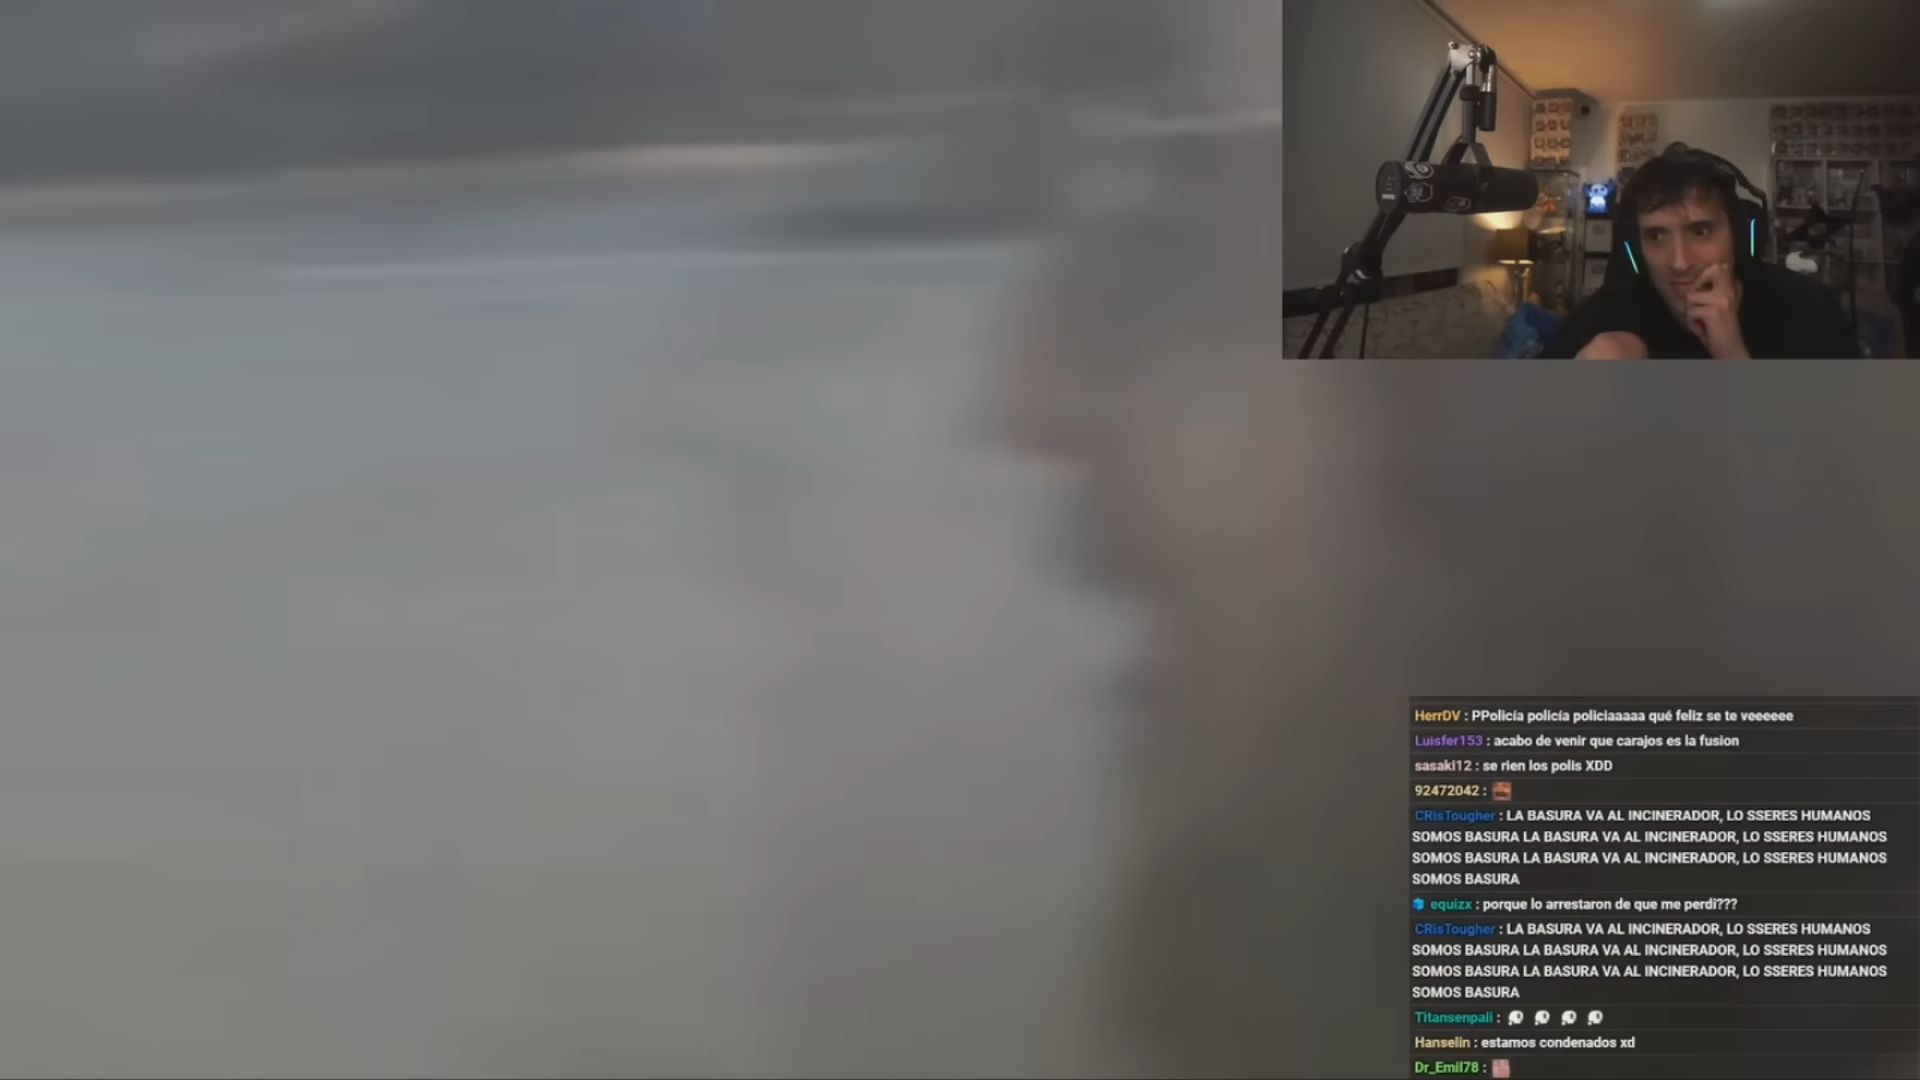 HerrDV : PPolicía policía policiaaaaa qué feliz se te veeeeee
Luisfer153 : acabo de venir que carajos es la fusion
sasaki12 : se rien los polis XDD
92472042 :
CRisTougher : LA BASURA VA AL INCINERADOR, LO SSERES HUMANOS
SOMOS BASURA LA BASURA VA AL INCINERADOR, LO SSERES HUMANOS
SOMOS BASURA LA BASURA VA AL INCINERADOR, LO SSERES HUMANOS
SOMOS BASURA
equizx : porque lo arrestaron de que me perdi???
CRisTougher : LA BASURA VA AL INCINERADOR, LO SSERES HUMANOS
SOMOS BASURA LA BASURA VA AL INCINERADOR, LO SSERES HUMANOS
SOMOS BASURA LA BASURA VA AL INCINERADOR, LO SSERES HUMANOS
SOMOS BASURA
Titansenpali :
Hanselin : estamos condenados xd
Dr_Emil78 :